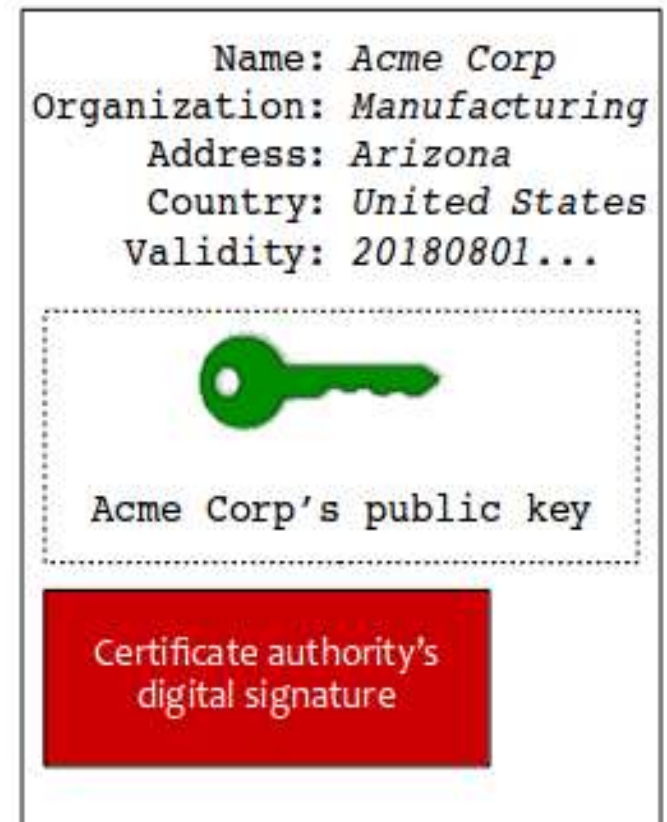 Name: Acme Corp
Organization: Manufacturing
Address: Arizona
Country: United States
Validity: 20180801...
Acme Corp's public key
Certificate authority's
digital signature